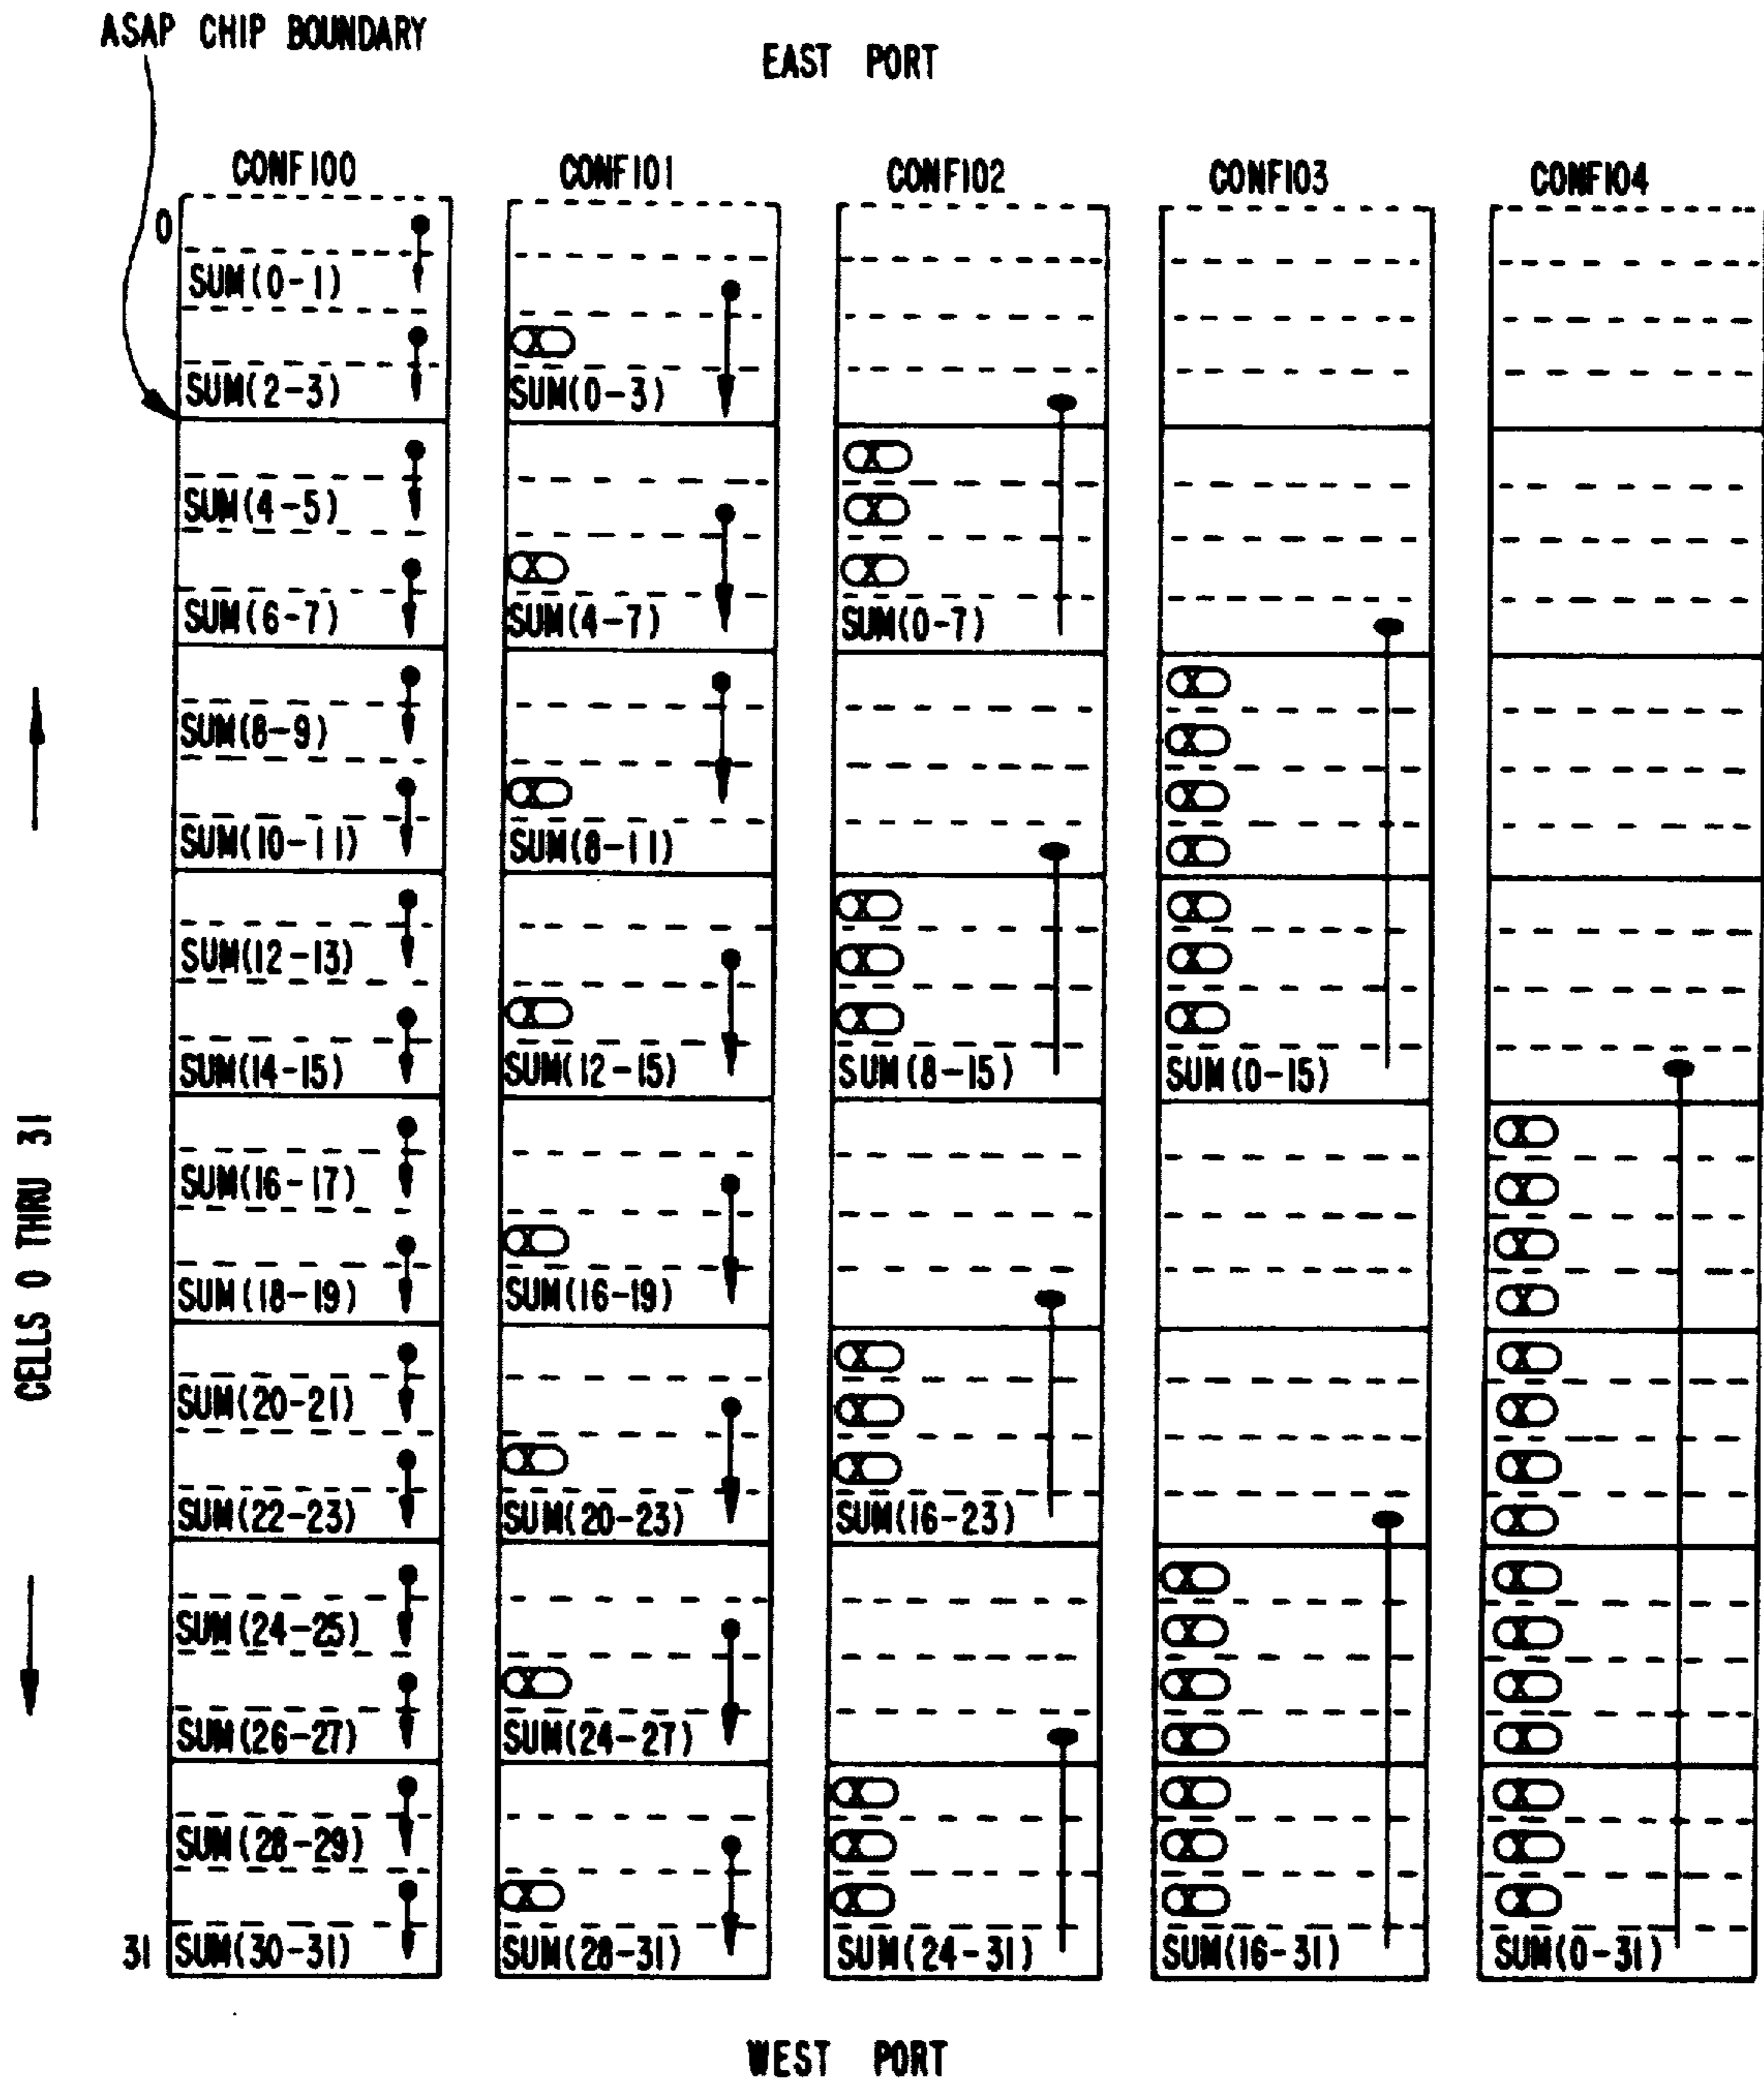 ASAP CHIP BOUNDARY
EAST PORT
CONFIG0
CONFIG1
CONFIG2
CONFIG3
CONFIG4
0
SUM(0-1)
SUM(2-3)
SUM(4-5)
SUM(6-7)
SUM(8-9)
SUM(10-11)
SUM(12-13)
SUM(14-15)
SUM(16-17)
SUM(18-19)
SUM(20-21)
SUM(22-23)
SUM(24-25)
SUM(26-27)
SUM(28-29)
31
SUM(30-31)
SUM(0-3)
SUM(4-7)
SUM(8-11)
SUM(12-15)
SUM(16-19)
SUM(20-23)
SUM(24-27)
SUM(28-31)
SUM(0-7)
SUM(8-15)
SUM(16-23)
SUM(24-31)
SUM(0-15)
SUM(16-31)
SUM(0-31)
CELLS 0 THRU 31
WEST PORT